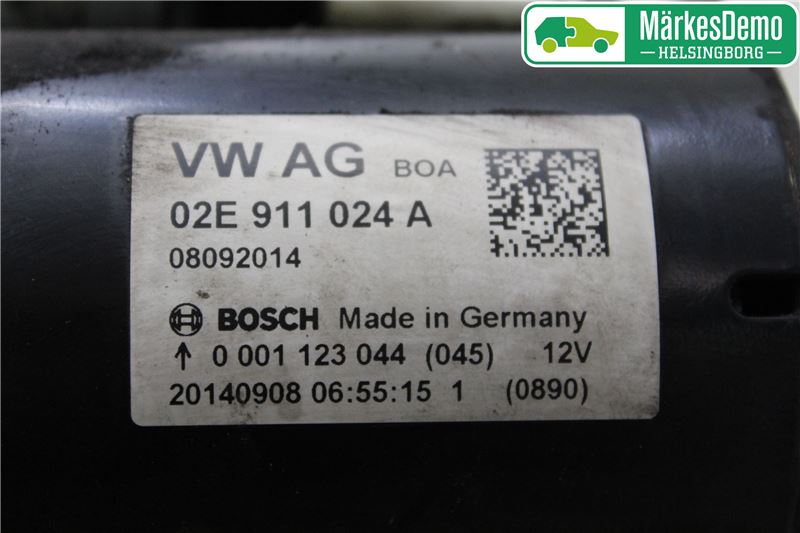 MärkesDemo
HELSINGBORG
VW AG BOA
02E 911 024 A
08092014
BOSCH Made in Germany
↑ 0 001 123 044 (045) 12V
20140908 06:55:15 1 (0890)